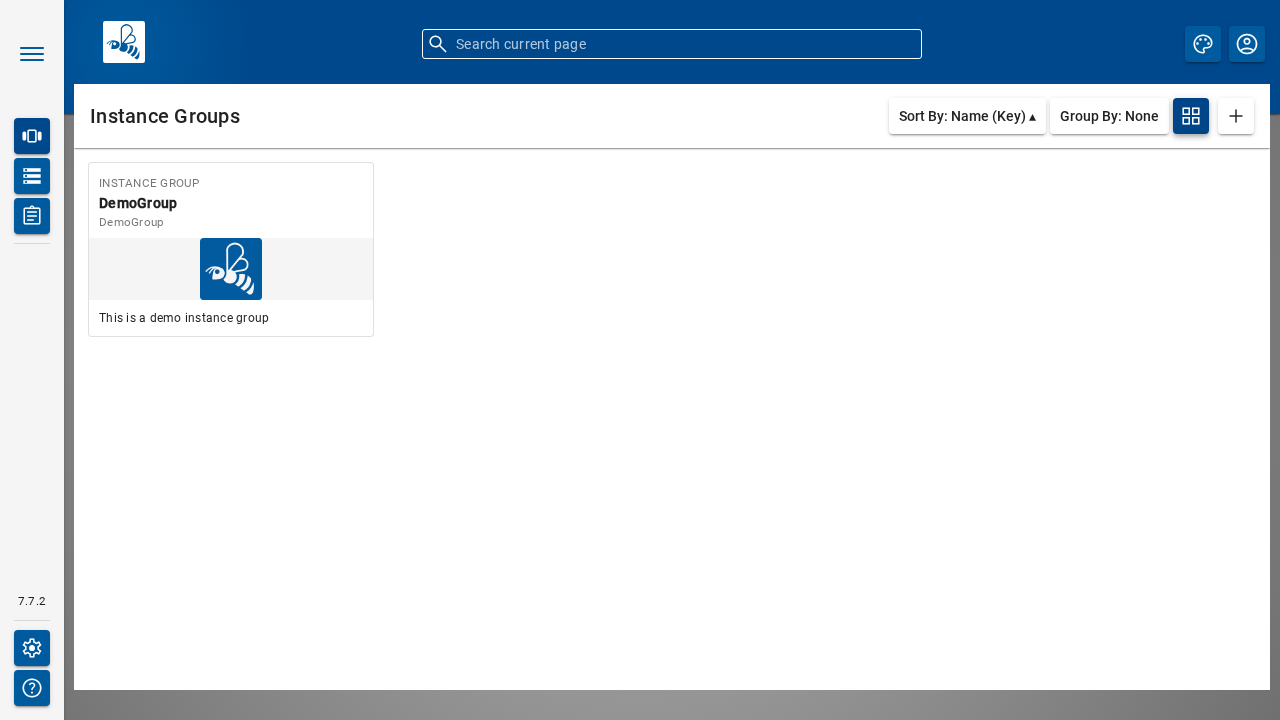 Search current page
Instance Groups
Sort By: Name (Key) ▴
Group By: None
INSTANCE GROUP
DemoGroup
DemoGroup
This is a demo instance group
7.7.2